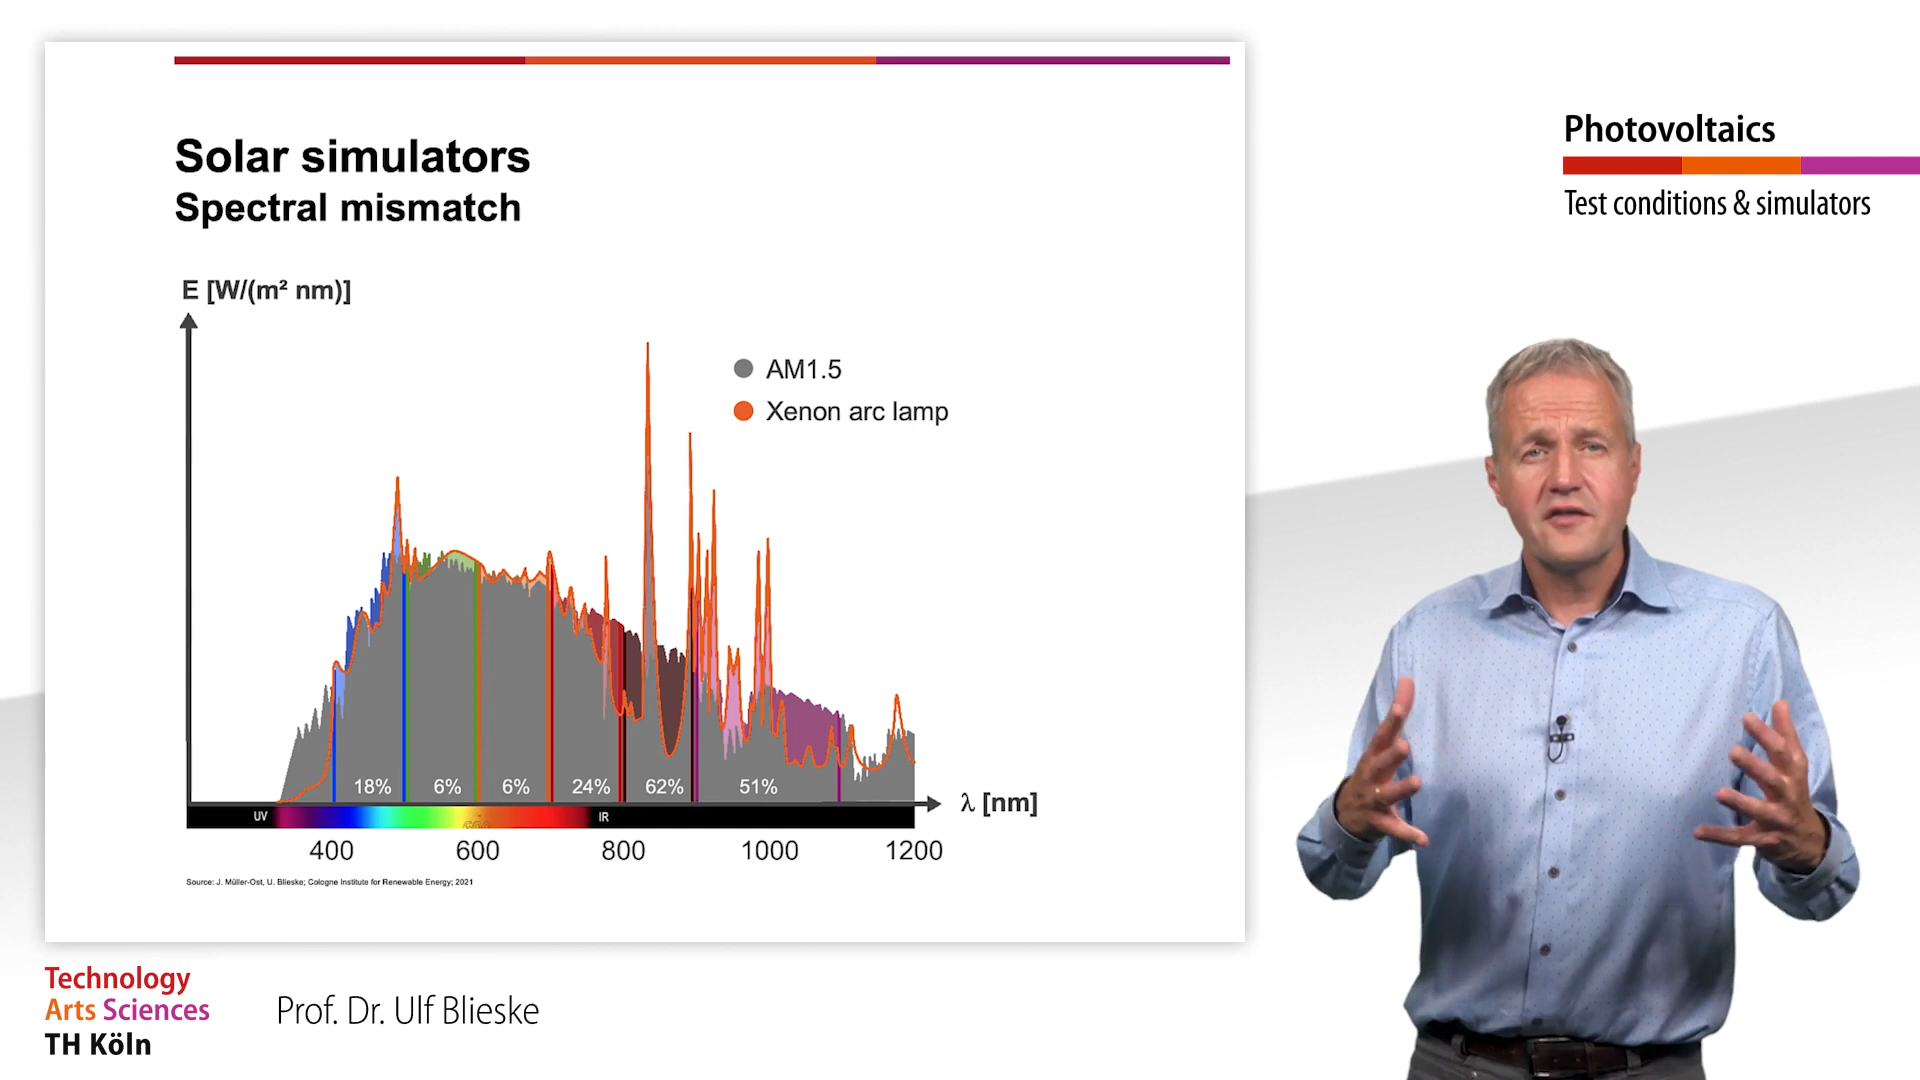 Solar simulators
Spectral mismatch
E [W/(m² nm)]
AM1.5
Xenon arc lamp
18% 6% 6% 24% 62% 51%
λ [nm]
UV IR
400 600 800 1000 1200
Source: J. Müller-Ost, U. Blieske; Cologne Institute for Renewable Energy; 2021
Photovoltaics
Test conditions & simulators
Technology
Arts Sciences
TH Köln
Prof. Dr. Ulf Blieske